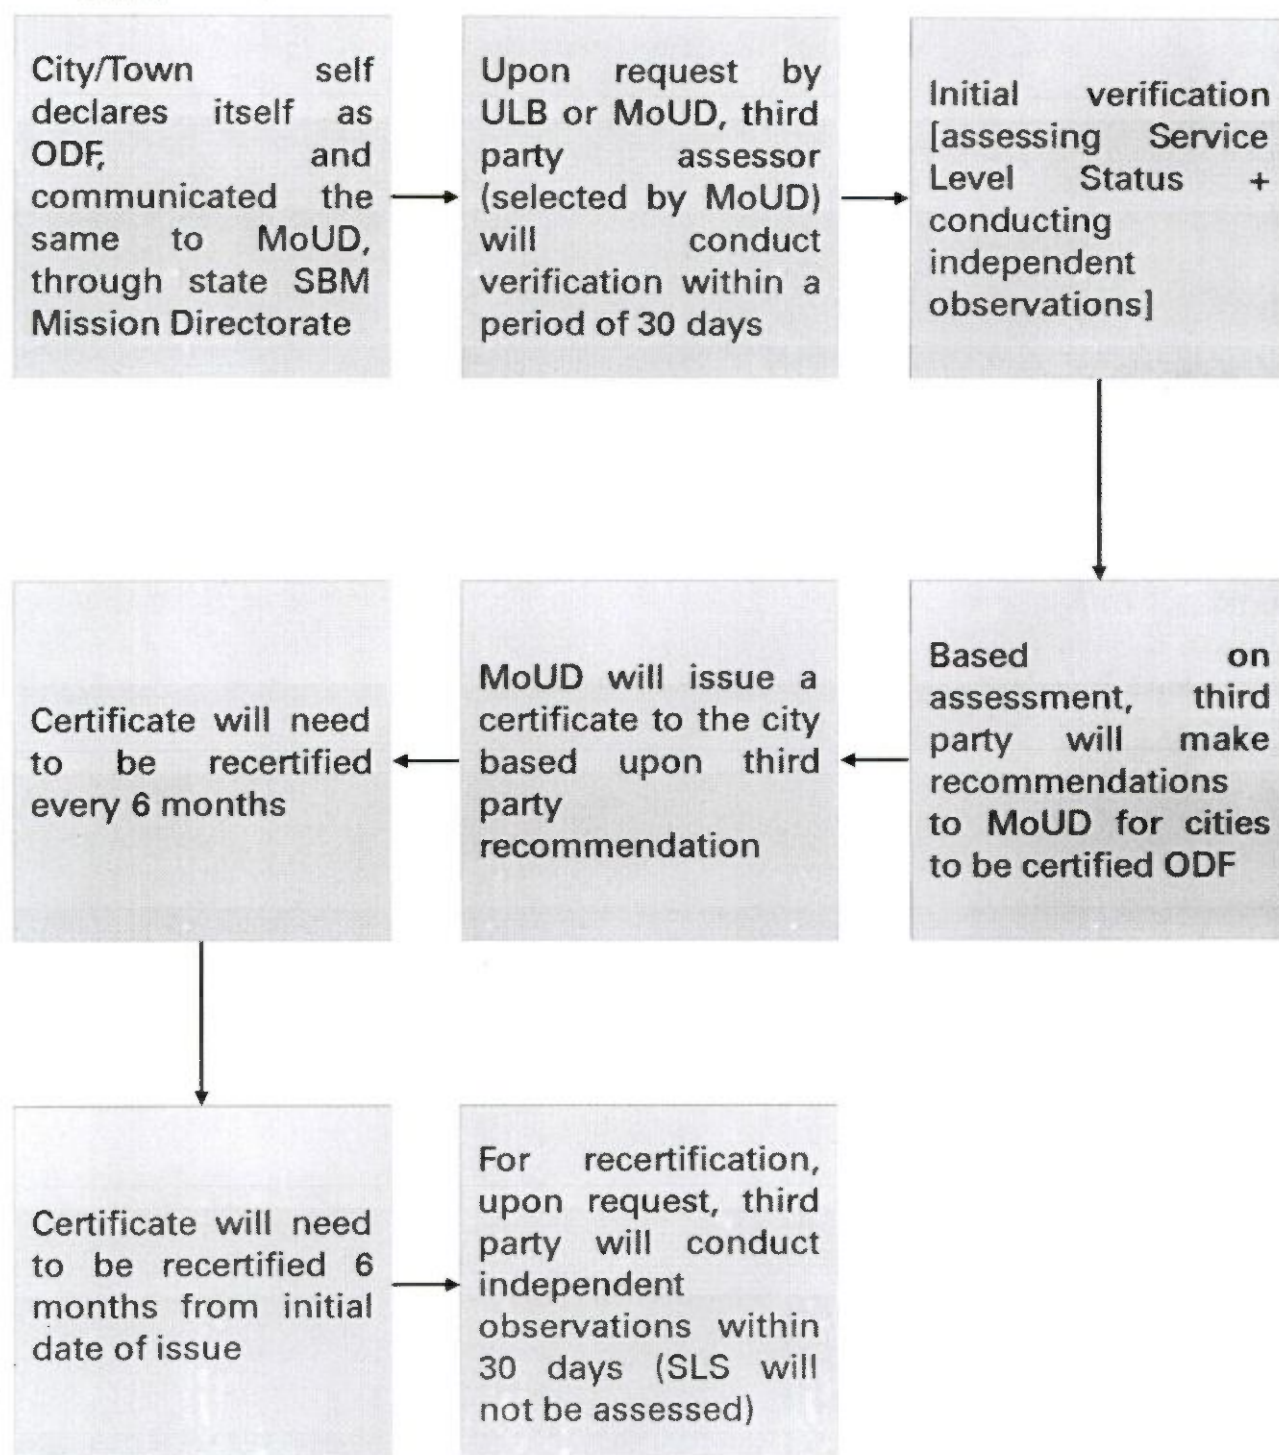 City/Town self
declares itself as
ODF, and
communicated the
same to MoUD,
through state SBM
Mission Directorate
Upon request by
ULB or MoUD, third
party assessor
(selected by MoUD)
will conduct
verification within a
period of 30 days
Initial verification
[assessing Service
Level Status +
conducting
independent
observations]
Based on
assessment, third
party will make
recommendations
to MoUD for cities
to be certified ODF
MoUD will issue a
certificate to the city
based upon third
party
recommendation
Certificate will need
to be recertified
every 6 months
Certificate will need
to be recertified 6
months from initial
date of issue
For recertification,
upon request, third
party will conduct
independent
observations within
30 days (SLS will
not be assessed)